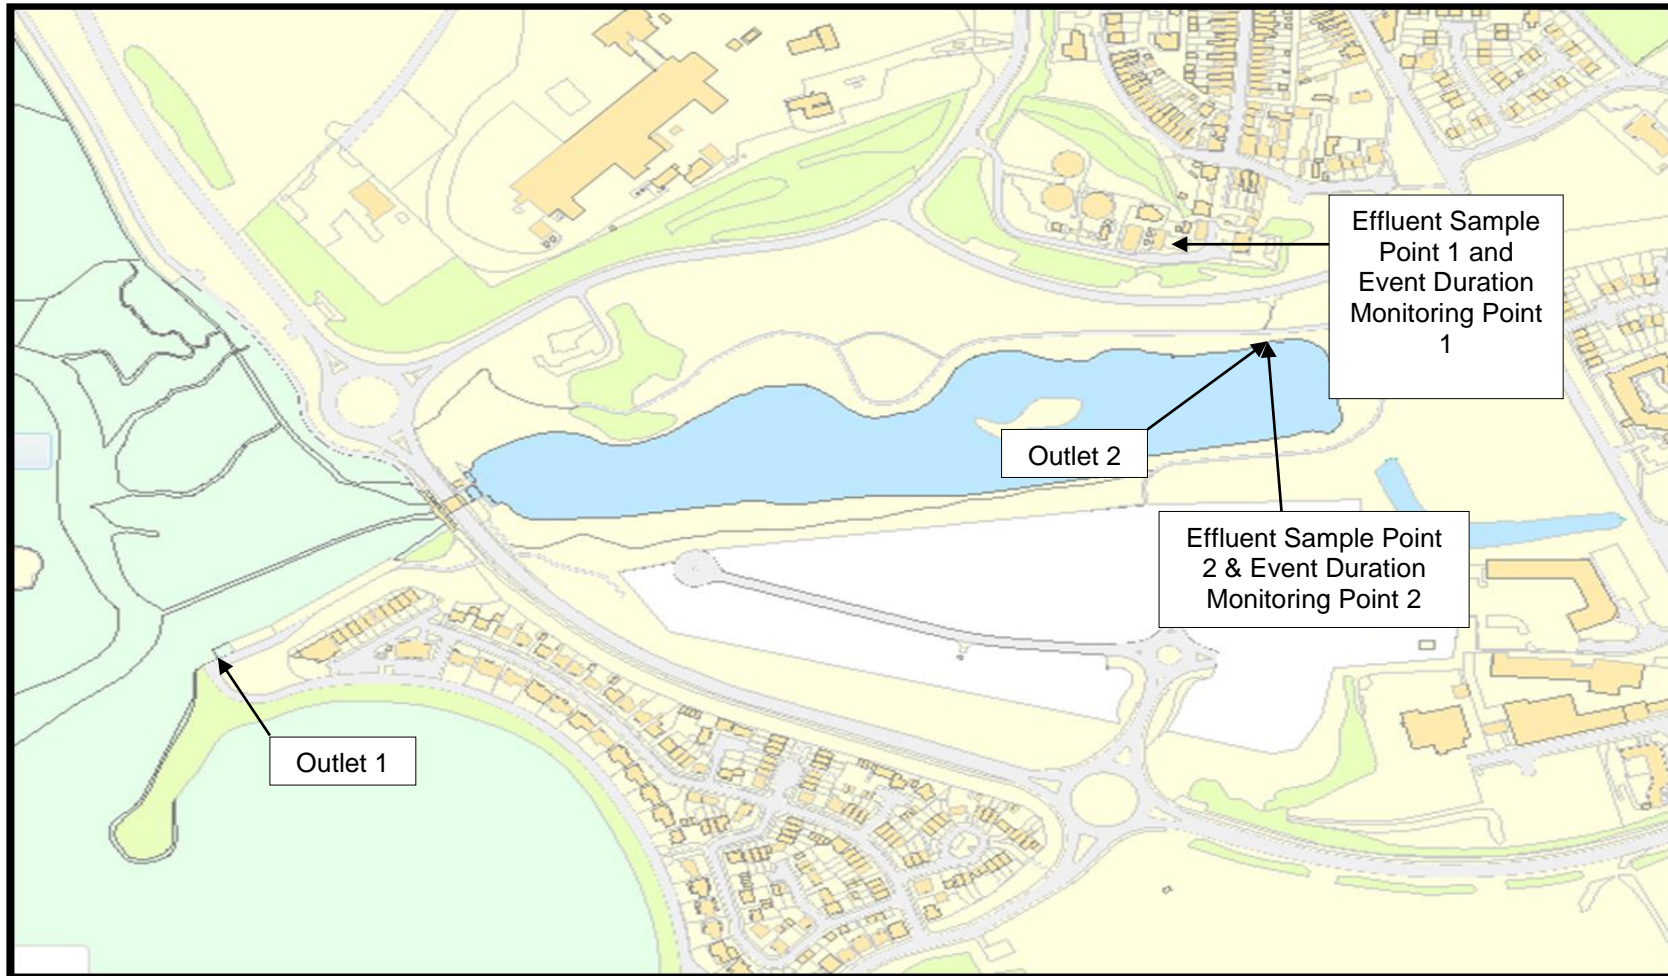 Effluent Sample
Point 1 and
Event Duration
Monitoring Point
1
Outlet 2
Effluent Sample Point
2 & Event Duration
Monitoring Point 2
Outlet 1